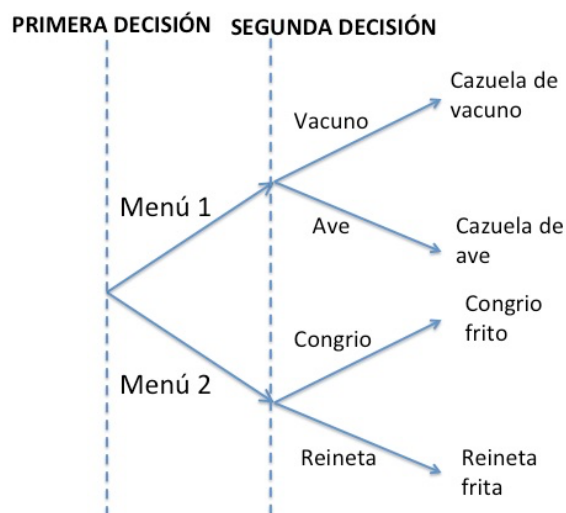 PRIMERA DECISIÓN
SEGUNDA DECISIÓN
Cazuela de
vacuno
Vacuno
Menú 1
Ave
Cazuela de
ave
Congrio
frito
Congrio
Menú 2
Reineta
Reineta
frita